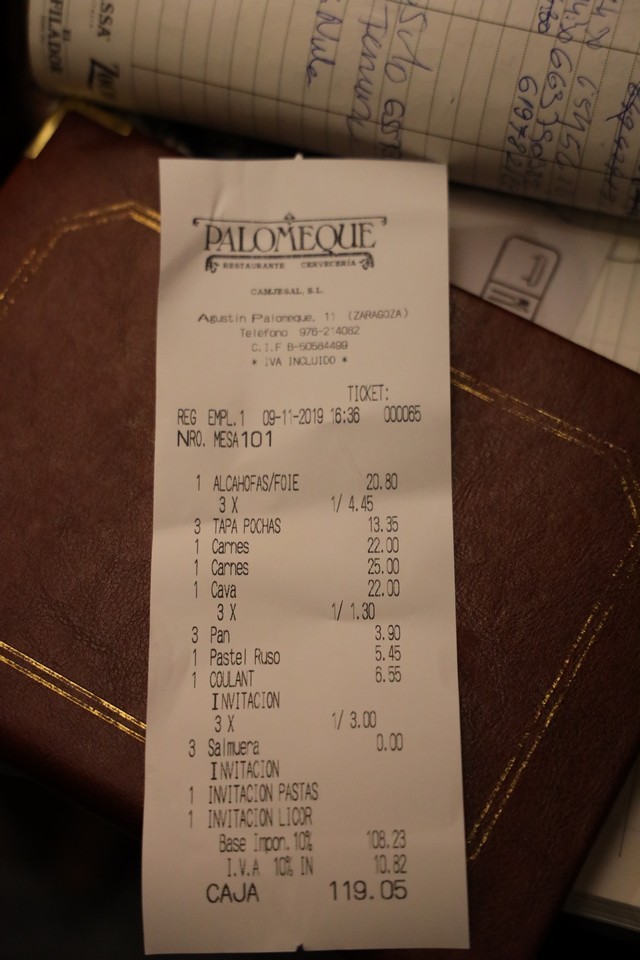 PALOMEQUE
RESTAURANTE CERVECERÍA
CAMJESAL, S.L.
Agustin Palomeque, 11 (ZARAGOZA)
Telefono 976-214082
C.I.F B-50584499
* IVA INCLUIDO *
TICKET:
REG EMPL.1 09-11-2019 16:36 000065
NRO. MESA 101
1 ALCAHOFAS/FOIE 20.80
3 X 1/ 4.45
3 TAPA POCHAS 13.35
1 Carnes 22.00
1 Carnes 25.00
1 Cava 22.00
3 X 1/ 1.30
3 Pan 3.90
1 Pastel Ruso 5.45
1 COULANT 6.55
INVITACION
3 X 1/ 3.00
3 Salmuera 0.00
INVITACION
1 INVITACION PASTAS
1 INVITACION LICOR
Base Impon. 10% 108.23
I.V.A 10% IN 10.82
CAJA 119.05